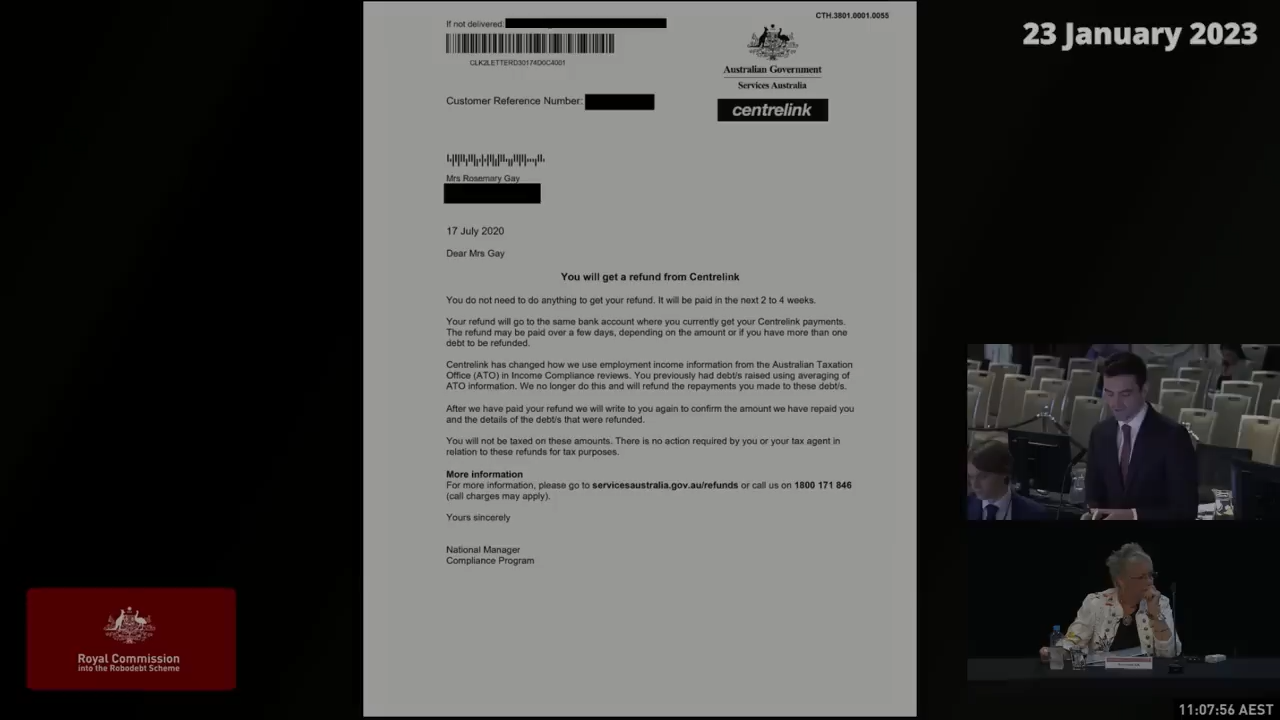 If not delivered:
CTH.3801.0001.0055
23 January 2023
CLK2LETTERD30174D0C4001
Australian Government
Services Australia
centrelink
Customer Reference Number:
Mrs Rosemary Gay
17 July 2020
Dear Mrs Gay
You will get a refund from Centrelink
You do not need to do anything to get your refund. It will be paid in the next 2 to 4 weeks.
Your refund will go to the same bank account where you currently get your Centrelink payments.
The refund may be paid over a few days, depending on the amount or if you have more than one
debt to be refunded.
Centrelink has changed how we use employment income information from the Australian Taxation
Office (ATO) in Income Compliance reviews. You previously had debt/s raised using averaging of
ATO information. We no longer do this and will refund the repayments you made to these debt/s.
After we have paid your refund we will write to you again to confirm the amount we have repaid you
and the details of the debt/s that were refunded.
You will not be taxed on these amounts. There is no action required by you or your tax agent in
relation to these refunds for tax purposes.
More information
For more information, please go to servicesaustralia.gov.au/refunds or call us on 1800 171 846
(call charges may apply).
Yours sincerely
National Manager
Compliance Program
Royal Commission
into the Robodebt Scheme
11:07:56 AEST